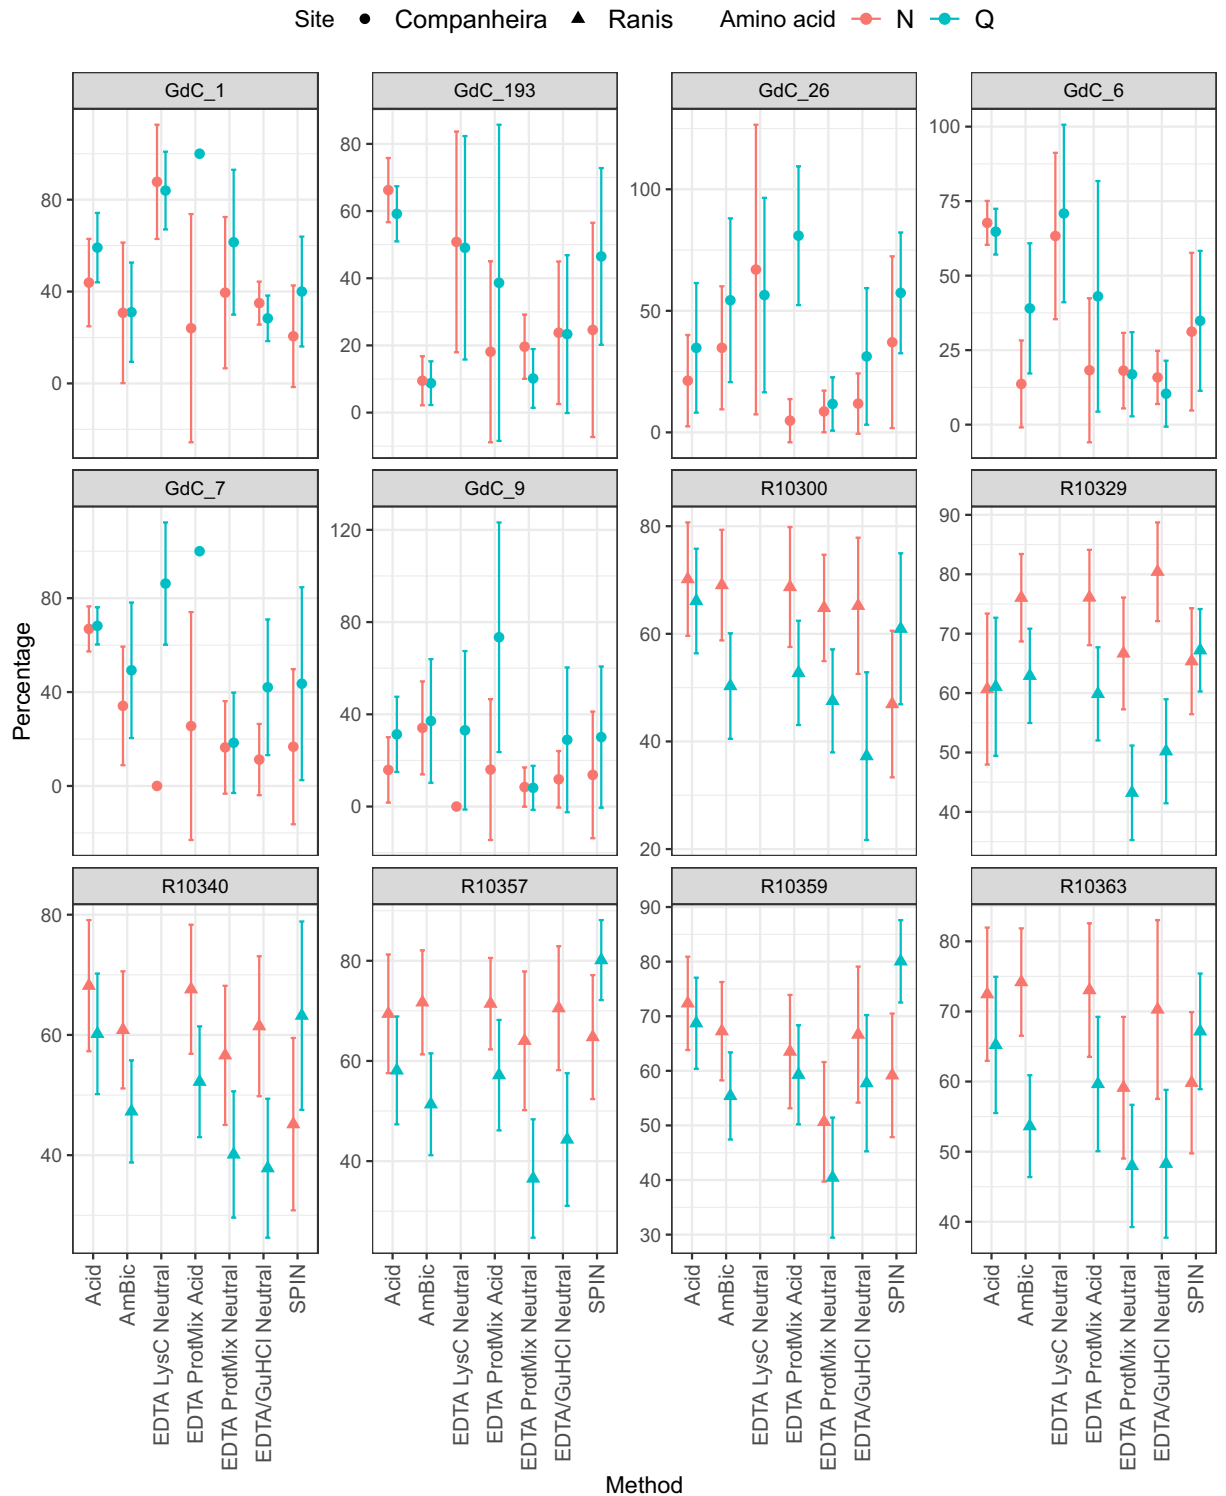 Site Companheira Ranis Amino acid N Q
GdC_1 GdC_193 GdC_26 GdC_6
80
40
0
80
60
40
20
0
100
50
0
100
75
50
25
0
GdC_7 GdC_9 R10300 R10329
80
40
0
120
80
40
0
80
60
40
20
90
80
70
60
50
40
R10340 R10357 R10359 R10363
80
60
40
80
60
40
90
80
70
60
50
40
30
80
70
60
50
40
Percentage
Acid
AmBic
EDTA LysC Neutral
EDTA ProtMix Acid
EDTA ProtMix Neutral
EDTA/GuHCl Neutral
SPIN
Acid
AmBic
EDTA LysC Neutral
EDTA ProtMix Acid
EDTA ProtMix Neutral
EDTA/GuHCl Neutral
SPIN
Acid
AmBic
EDTA LysC Neutral
EDTA ProtMix Acid
EDTA ProtMix Neutral
EDTA/GuHCl Neutral
SPIN
Acid
AmBic
EDTA LysC Neutral
EDTA ProtMix Acid
EDTA ProtMix Neutral
EDTA/GuHCl Neutral
SPIN
Method